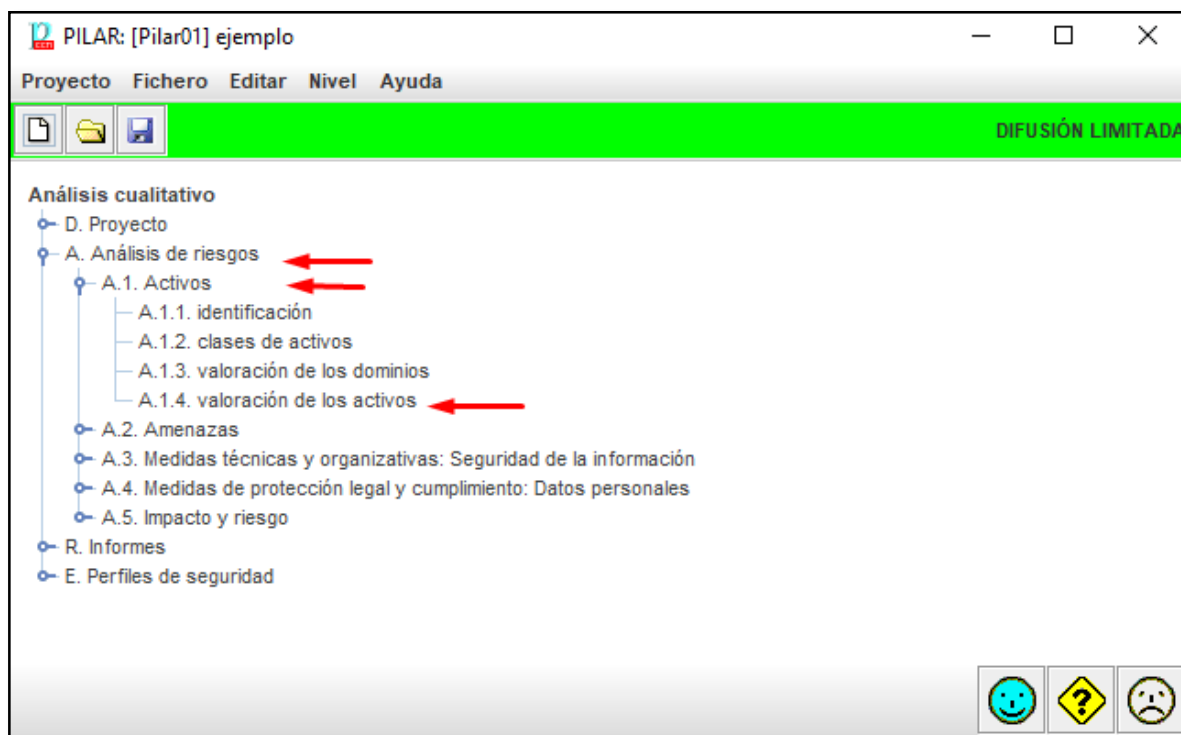 PILAR: [Pilar01] ejemplo
Proyecto Fichero Editar Nivel Ayuda
DIFUSIÓN LIMITADA
Análisis cualitativo
D. Proyecto
A. Análisis de riesgos
A.1. Activos
A.1.1. identificación
A.1.2. clases de activos
A.1.3. valoración de los dominios
A.1.4. valoración de los activos
A.2. Amenazas
A.3. Medidas técnicas y organizativas: Seguridad de la información
A.4. Medidas de protección legal y cumplimiento: Datos personales
A.5. Impacto y riesgo
R. Informes
E. Perfiles de seguridad